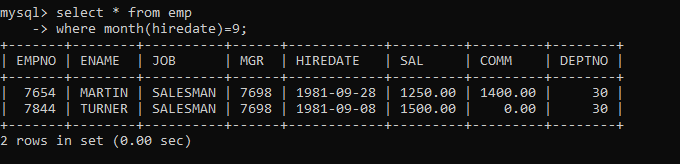 mysql> select * from emp
    -> where month(hiredate)=9;
+-------+--------+----------+------+------------+---------+---------+--------+
| EMPNO | ENAME  | JOB      | MGR  | HIREDATE   | SAL     | COMM    | DEPTNO |
+-------+--------+----------+------+------------+---------+---------+--------+
|  7654 | MARTIN | SALESMAN | 7698 | 1981-09-28 | 1250.00 | 1400.00 |     30 |
|  7844 | TURNER | SALESMAN | 7698 | 1981-09-08 | 1500.00 |    0.00 |     30 |
+-------+--------+----------+------+------------+---------+---------+--------+
2 rows in set (0.00 sec)